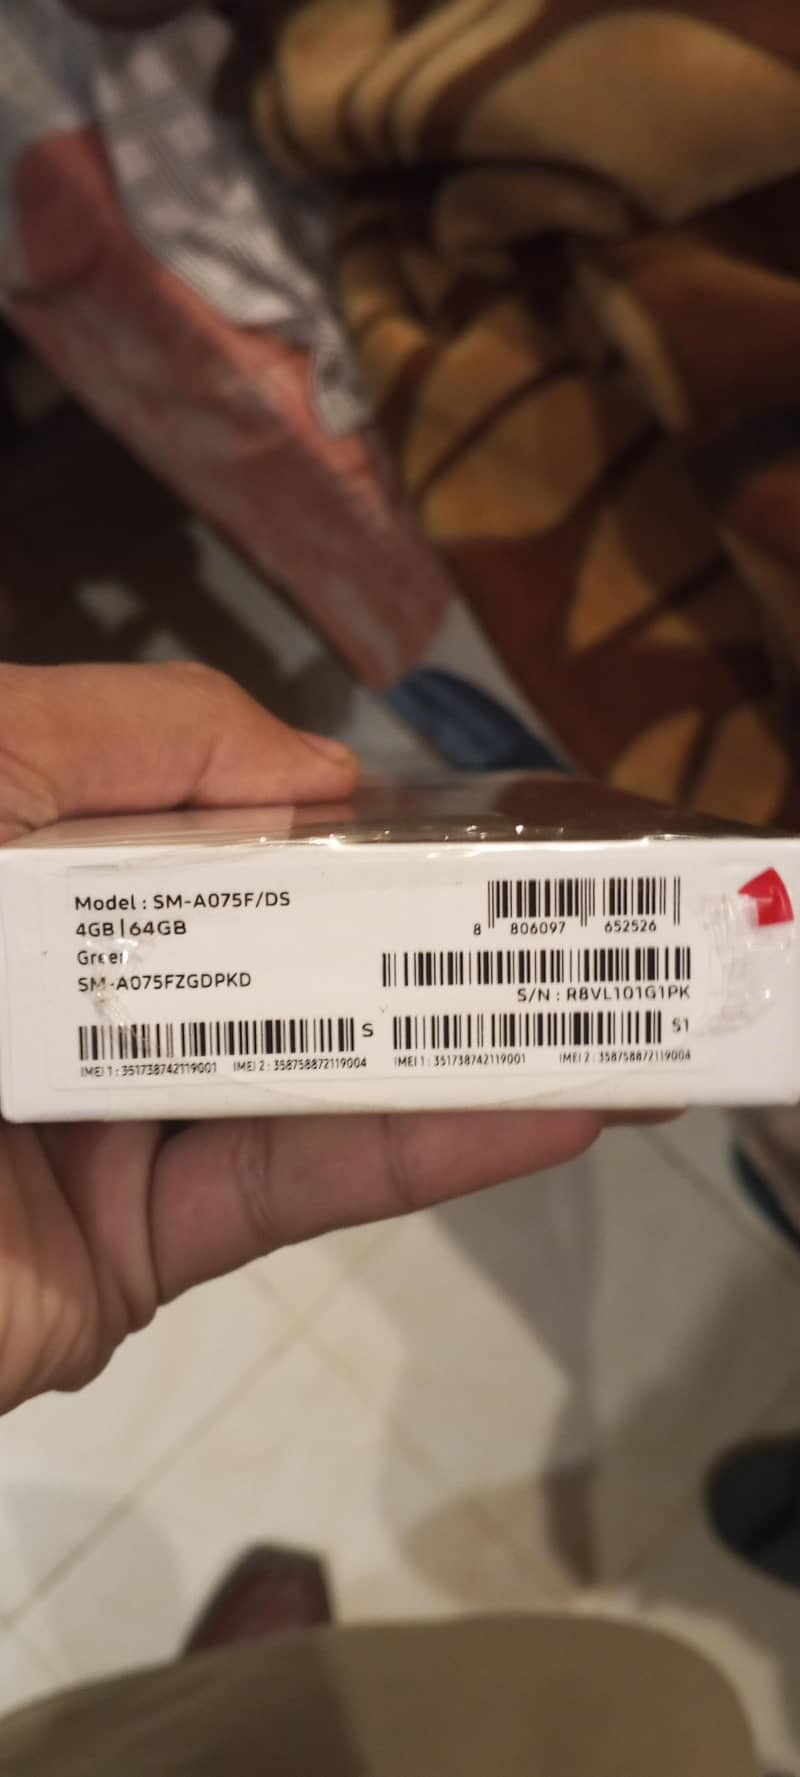 Model : SM-A075F/DS
4GB | 64GB
Green
SM-A075FZGDPKD
8 806097 652526
S/N : R8VL101G1PK
S
IMEI 1 : 351738742119001 IMEI 2 : 358758872119004
S1
IMEI 1 : 351738742119001 IMEI 2 : 358758872119004